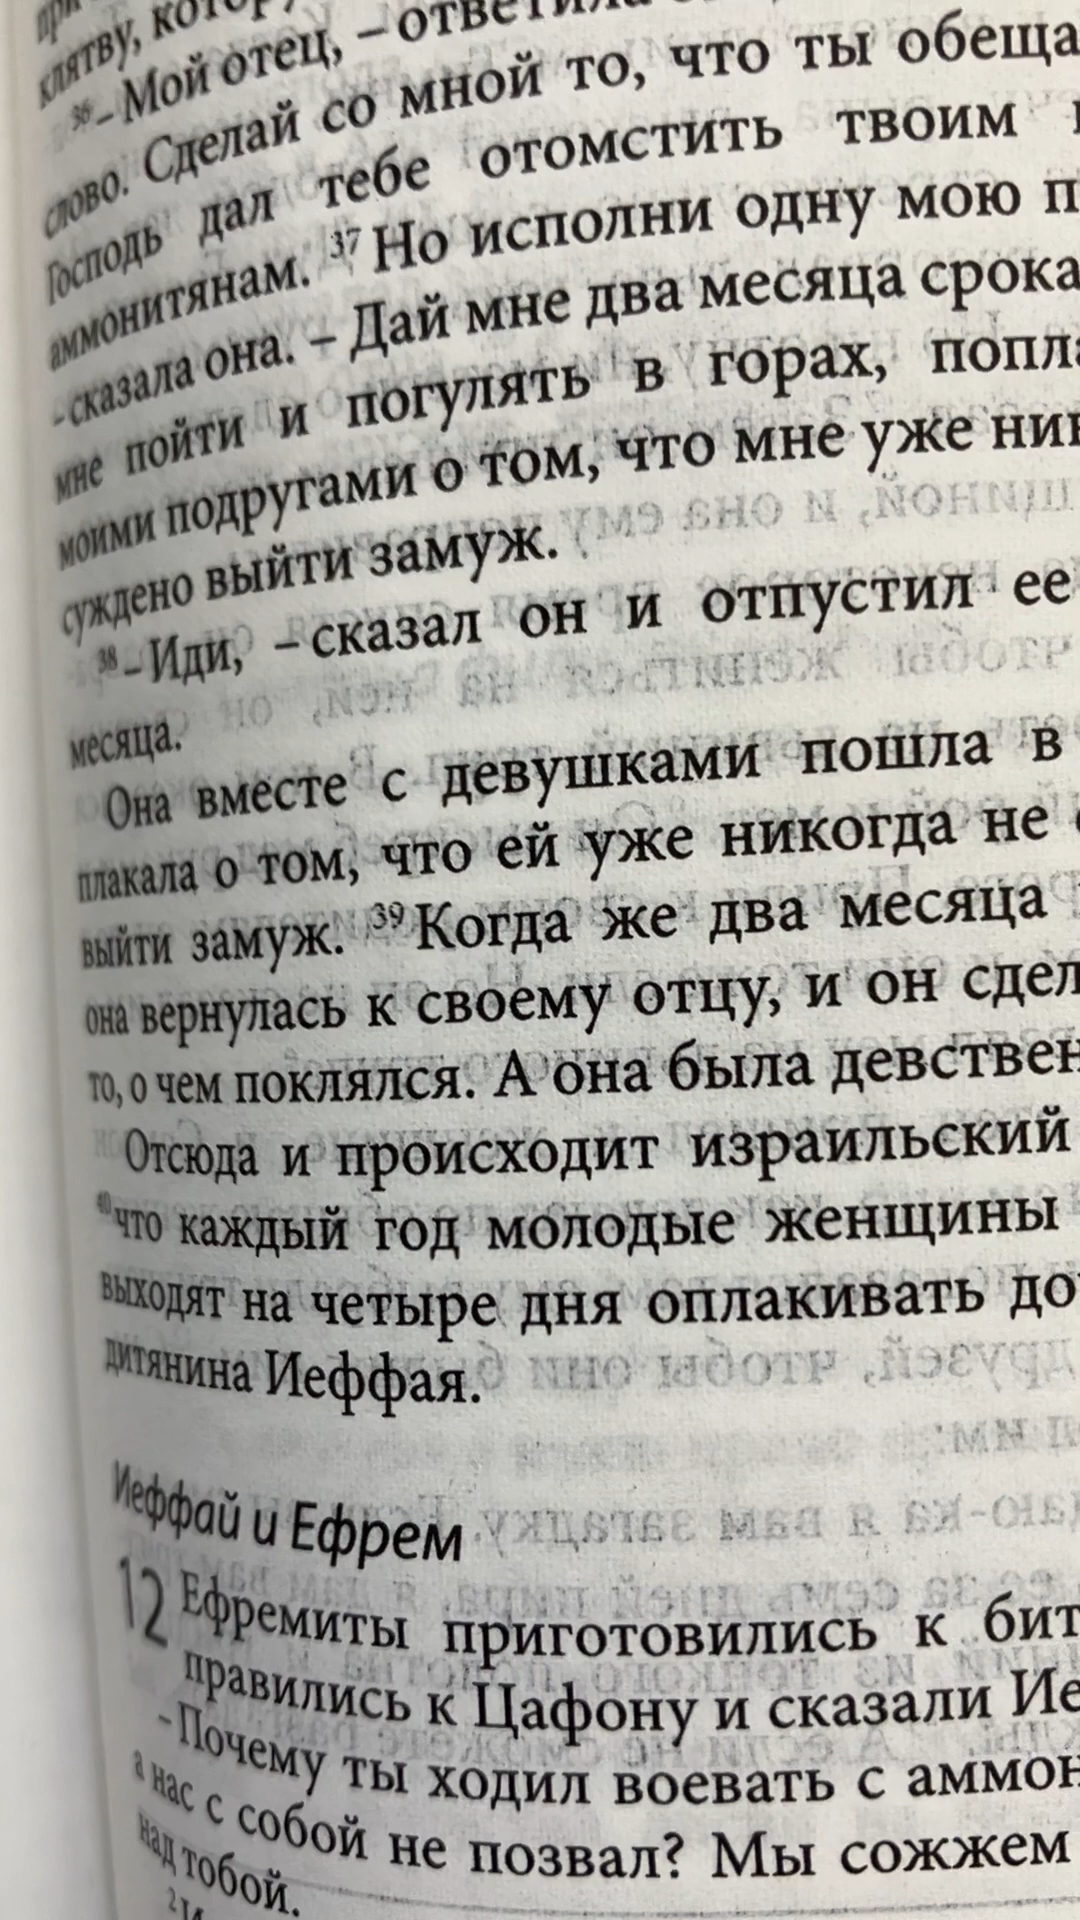 клятву,
³⁶ – Мой отец, – ответила
слово. Сделай со мной то, что ты обеща
Господь дал тебе отомстить твоим
аммонитянам. ³⁷ Но исполни одну мою п
– сказала она. – Дай мне два месяца срока
мне пойти и погулять в горах, попла
моими подругами о том, что мне уже ник
суждено выйти замуж.
³⁸ – Иди, – сказал он и отпустил ее
месяца.
Она вместе с девушками пошла в
плакала о том, что ей уже никогда не
выйти замуж. ³⁹ Когда же два месяца
она вернулась к своему отцу, и он сдел
то, о чем поклялся. А она была девствен
Отсюда и происходит израильский
⁴⁰ что каждый год молодые женщины
выходят на четыре дня оплакивать до
дитянина Иеффая.
Иеффай и Ефрем
12 Ефремиты приготовились к бит
правились к Цафону и сказали Ие
– Почему ты ходил воевать с аммон
а нас с собой не позвал? Мы сожжем
над тобой.
²